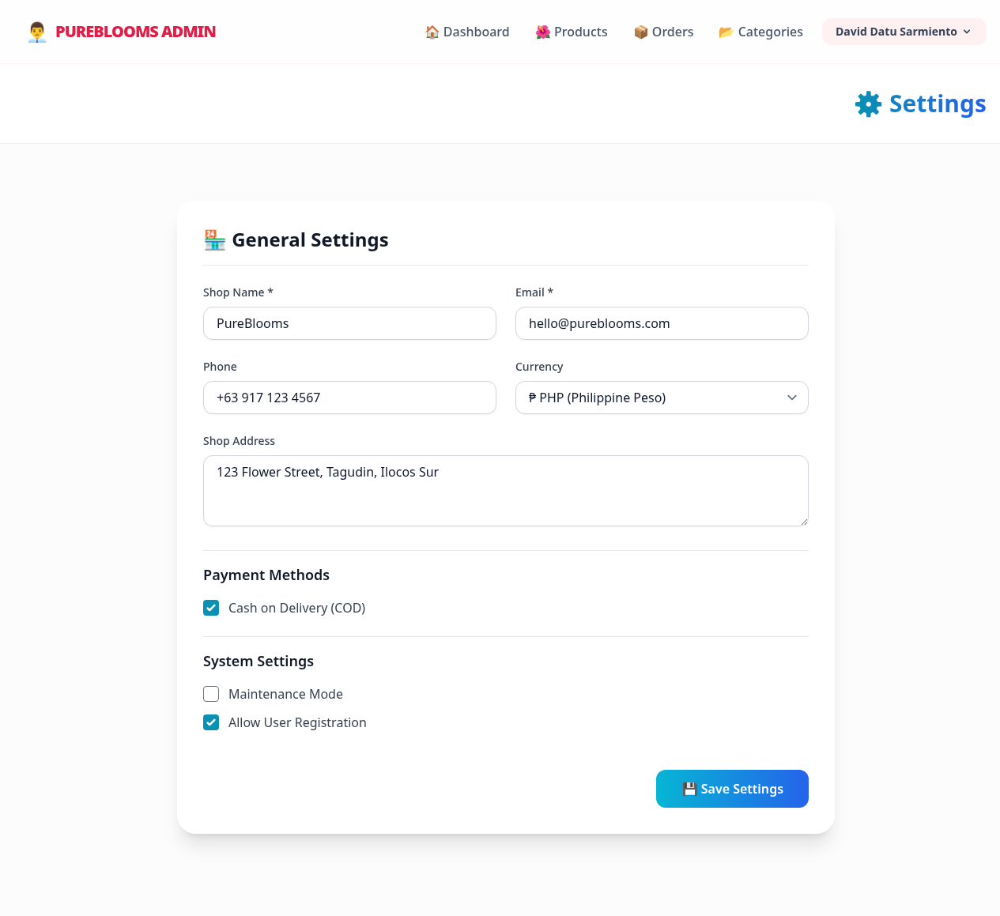 👨‍💼 PUREBLOOMS ADMIN
🏠 Dashboard
🌺 Products
📦 Orders
📂 Categories
David Datu Sarmiento
⚙️ Settings
🏪 General Settings
Shop Name *
Email *
PureBlooms
hello@pureblooms.com
Phone
Currency
+63 917 123 4567
₱ PHP (Philippine Peso)
Shop Address
123 Flower Street, Tagudin, Ilocos Sur
Payment Methods
Cash on Delivery (COD)
System Settings
Maintenance Mode
Allow User Registration
💾 Save Settings